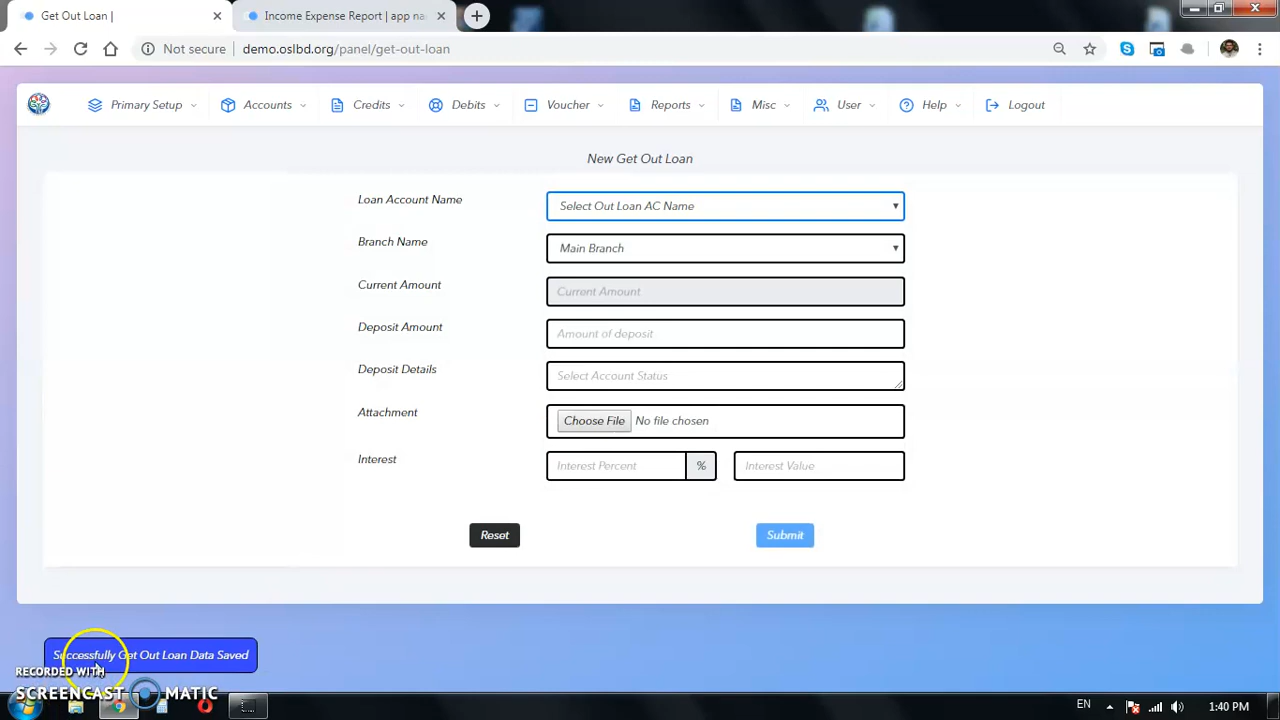 Get Out Loan |
Income Expense Report | app na
Not secure
demo.oslbd.org/panel/get-out-loan
Primary Setup
Accounts
Credits
Debits
Voucher
Reports
Misc
User
Help
Logout
New Get Out Loan
Loan Account Name
Select Out Loan AC Name
Branch Name
Main Branch
Current Amount
Current Amount
Deposit Amount
Amount of deposit
Deposit Details
Select Account Status
Attachment
Choose File No file chosen
Interest
Interest Percent
%
Interest Value
Reset
Submit
Successfully Get Out Loan Data Saved
RECORDED WITH
SCREENCAST MATIC
EN
1:40 PM